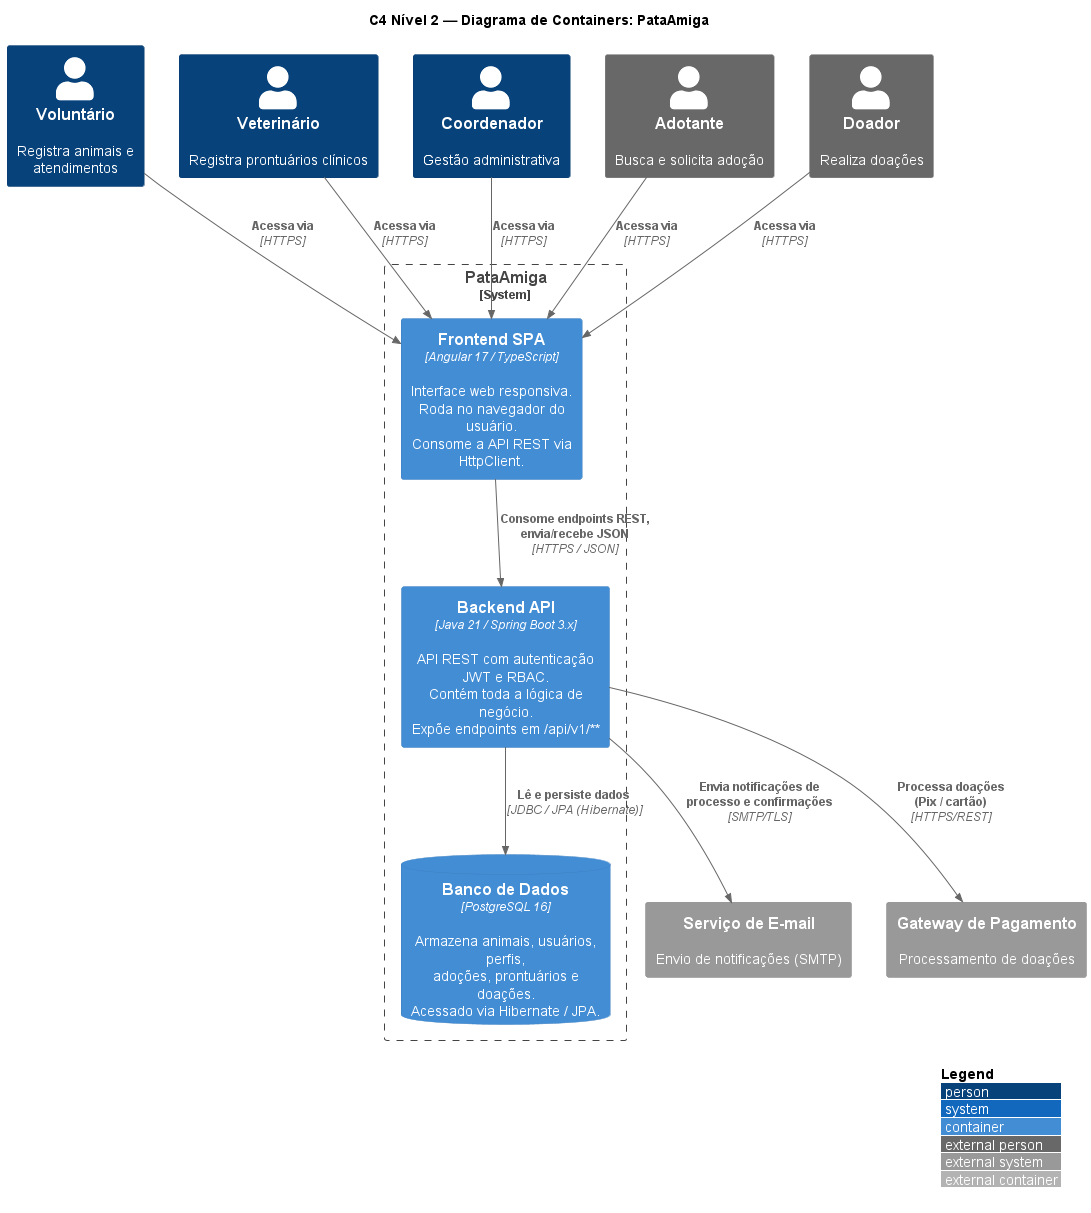 C4 Nível 2 — Diagrama de Containers: PataAmiga
Voluntário
Registra animais e
atendimentos
Veterinário
Registra prontuários clínicos
Coordenador
Gestão administrativa
Adotante
Busca e solicita adoção
Doador
Realiza doações
Acessa via
[HTTPS]
Acessa via
[HTTPS]
Acessa via
[HTTPS]
Acessa via
[HTTPS]
Acessa via
[HTTPS]
PataAmiga
[System]
Frontend SPA
[Angular 17 / TypeScript]
Interface web responsiva.
Roda no navegador do
usuário.
Consome a API REST via
HttpClient.
Consome endpoints REST,
envia/recebe JSON
[HTTPS / JSON]
Backend API
[Java 21 / Spring Boot 3.x]
API REST com autenticação
JWT e RBAC.
Contém toda a lógica de
negócio.
Expõe endpoints em /api/v1/**
Lê e persiste dados
[JDBC / JPA (Hibernate)]
Envia notificações de
processo e confirmações
[SMTP/TLS]
Processa doações
(Pix / cartão)
[HTTPS/REST]
Banco de Dados
[PostgreSQL 16]
Armazena animais, usuários,
perfis,
adoções, prontuários e
doações.
Acessado via Hibernate / JPA.
Serviço de E-mail
Envio de notificações (SMTP)
Gateway de Pagamento
Processamento de doações
Legend
person
system
container
external person
external system
external container